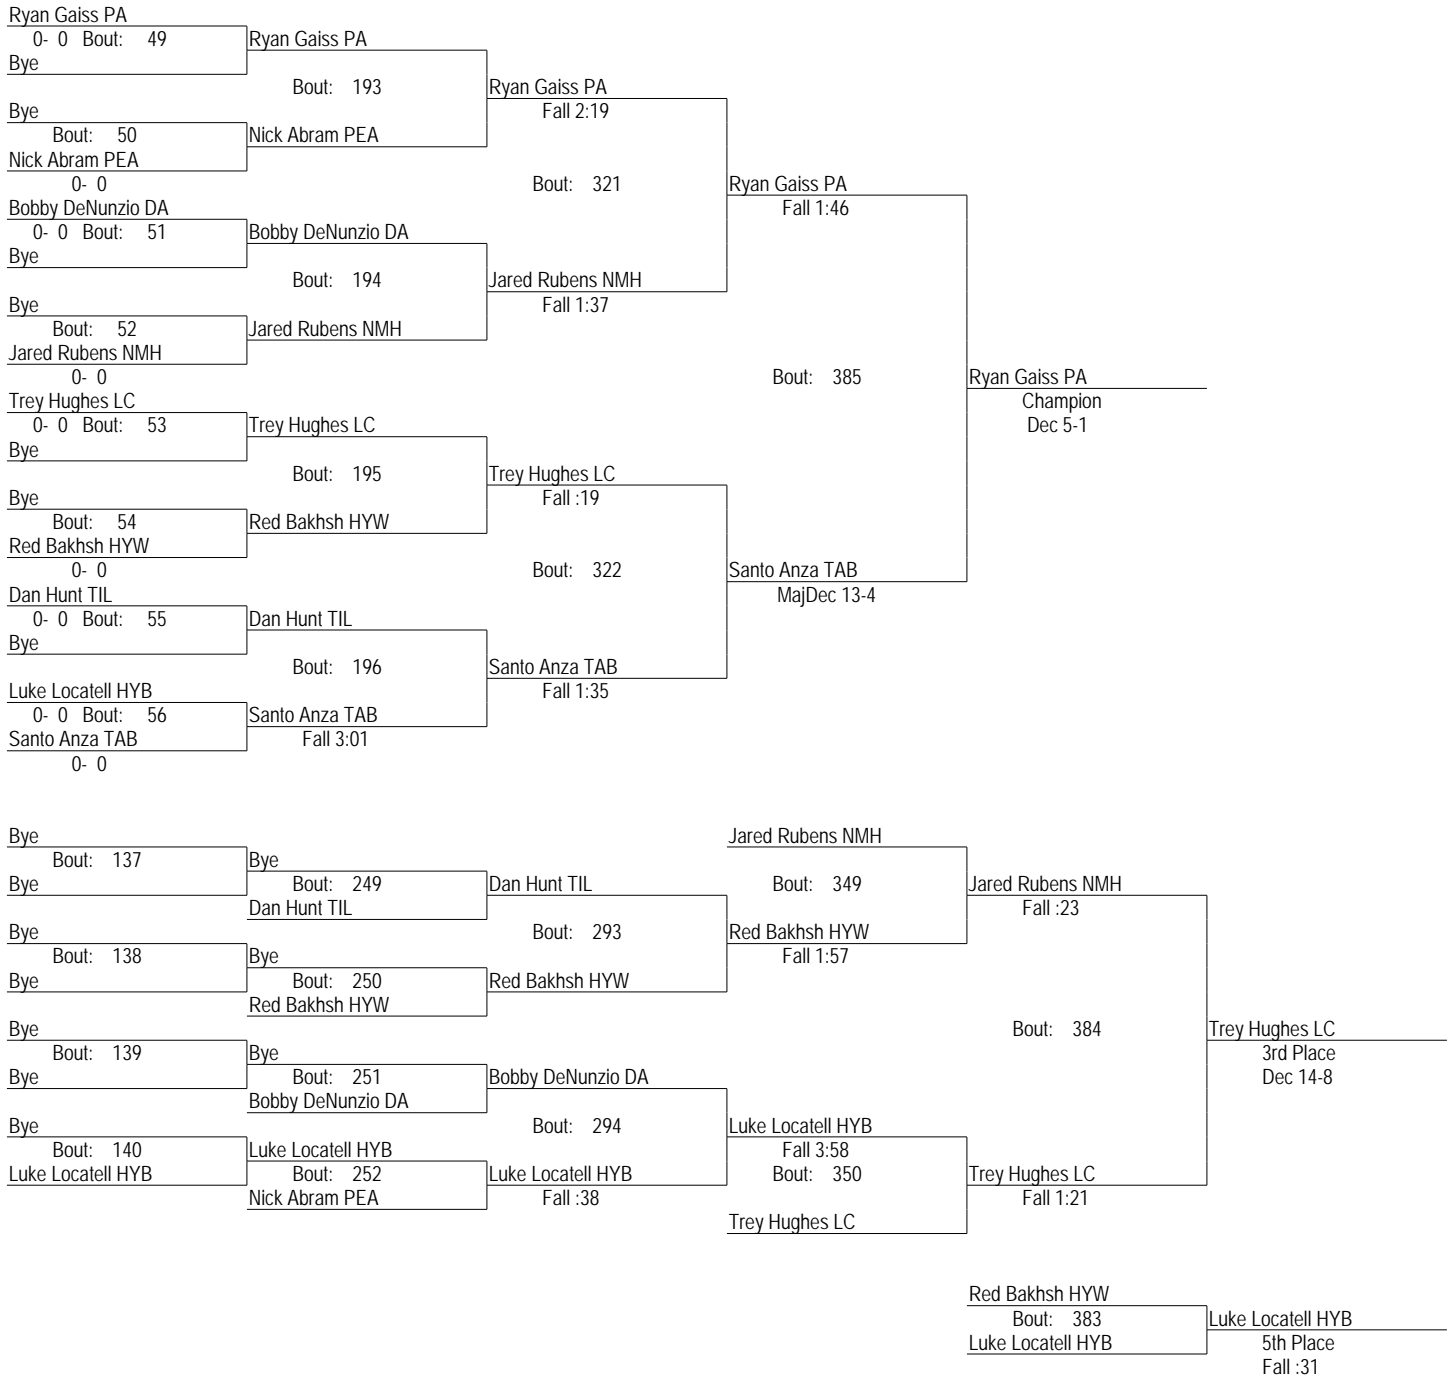 Ryan Gaiss PA
0- 0 Bout: 49
Ryan Gaiss PA
Bye
Bout: 193
Ryan Gaiss PA
Fall 2:19
Bye
Bout: 50
Nick Abram PEA
Nick Abram PEA
0- 0
Bout: 321
Ryan Gaiss PA
Fall 1:46
Bobby DeNunzio DA
0- 0 Bout: 51
Bobby DeNunzio DA
Bye
Bout: 194
Jared Rubens NMH
Fall 1:37
Bye
Bout: 52
Jared Rubens NMH
Jared Rubens NMH
0- 0
Bout: 385
Ryan Gaiss PA
Champion
Dec 5-1
Trey Hughes LC
0- 0 Bout: 53
Trey Hughes LC
Bye
Bout: 195
Trey Hughes LC
Fall :19
Bye
Bout: 54
Red Bakhsh HYW
Red Bakhsh HYW
0- 0
Bout: 322
Santo Anza TAB
MajDec 13-4
Dan Hunt TIL
0- 0 Bout: 55
Dan Hunt TIL
Bye
Bout: 196
Santo Anza TAB
Fall 1:35
Luke Locatell HYB
0- 0 Bout: 56
Santo Anza TAB
Fall 3:01
Santo Anza TAB
0- 0
Bye
Bout: 137
Bye
Bye
Bout: 249
Dan Hunt TIL
Dan Hunt TIL
Jared Rubens NMH
Bout: 349
Jared Rubens NMH
Fall :23
Bye
Bout: 138
Bye
Bye
Bout: 250
Red Bakhsh HYW
Red Bakhsh HYW
Bout: 293
Red Bakhsh HYW
Fall 1:57
Bye
Bout: 139
Bye
Bye
Bout: 251
Bobby DeNunzio DA
Bobby DeNunzio DA
Bout: 384
Trey Hughes LC
3rd Place
Dec 14-8
Bye
Bout: 140
Luke Locatell HYB
Luke Locatell HYB
Bout: 252
Nick Abram PEA
Luke Locatell HYB
Fall :38
Bout: 294
Luke Locatell HYB
Fall 3:58
Bout: 350
Trey Hughes LC
Trey Hughes LC
Fall 1:21
Red Bakhsh HYW
Bout: 383
Luke Locatell HYB
Luke Locatell HYB
5th Place
Fall :31